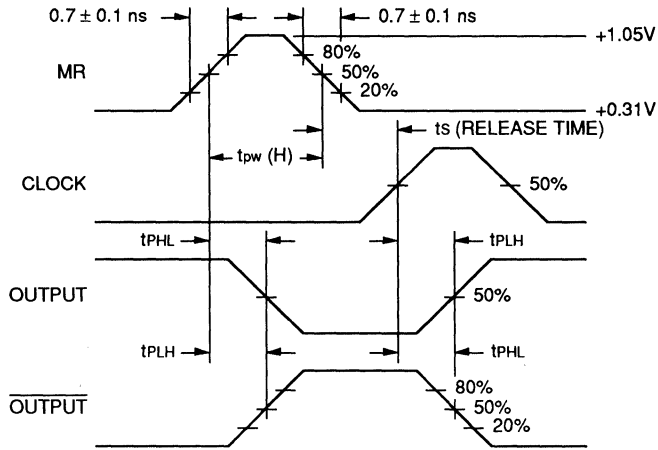 0.7 ± 0.1 ns
0.7 ± 0.1 ns
+1.05V
80%
MR
50%
20%
+0.31V
ts (RELEASE TIME)
tpw (H)
CLOCK
50%
tPHL
tPLH
OUTPUT
50%
tPLH
tPHL
80%
OUTPUT
50%
20%